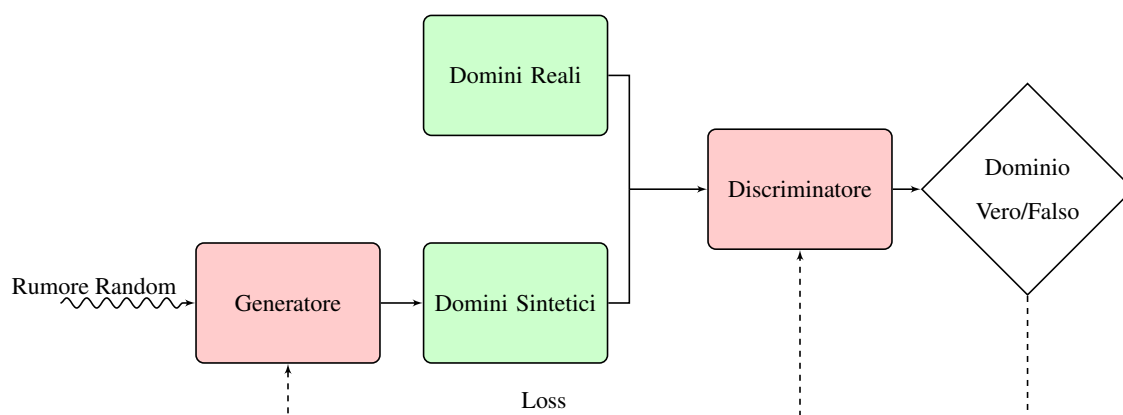 Domini Reali
Discriminatore
Dominio
Vero/Falso
Rumore Random
Generatore
Domini Sintetici
Loss